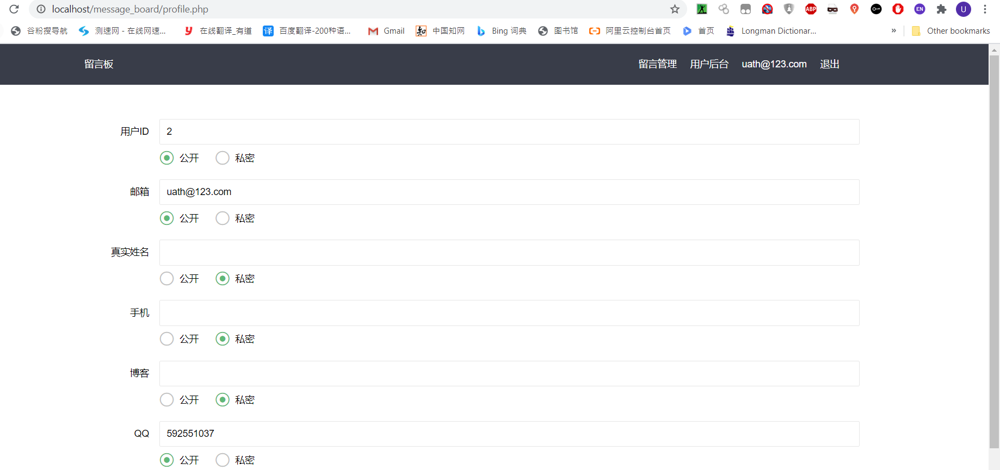 localhost/message_board/profile.php
ABP EN U
谷粉搜导航 测速网 - 在线网速... 在线翻译_有道 译 百度翻译-200种语... Gmail 知 中国知网 Bing 词典 图书馆 阿里云控制台首页 首页 Longman Dictionar... » Other bookmarks
留言板 留言管理 用户后台 uath@123.com 退出
用户ID 2
公开 私密
邮箱 uath@123.com
公开 私密
真实姓名
公开 私密
手机
公开 私密
博客
公开 私密
QQ 592551037
公开 私密